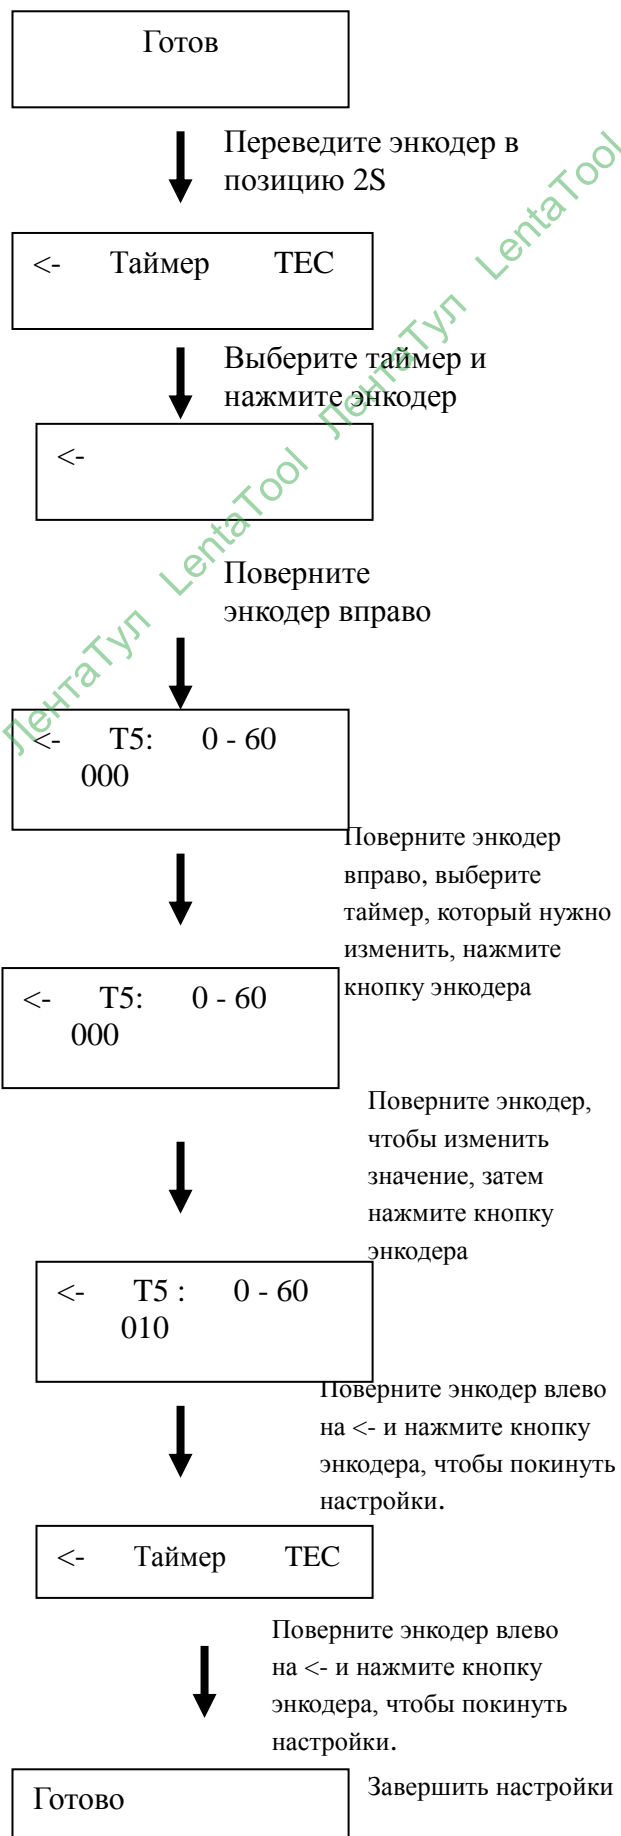 Готов
Переведите энкодер в
позицию 2S
<- Таймер ТЕС
Выберите таймер и
нажмите энкодер
<-
Поверните
энкодер вправо
<- T5: 0 - 60
000
Поверните энкодер
вправо, выберите
таймер, который нужно
изменить, нажмите
кнопку энкодера
<- T5: 0 - 60
000
Поверните энкодер,
чтобы изменить
значение, затем
нажмите кнопку
энкодера
<- T5 : 0 - 60
010
Поверните энкодер влево
на <- и нажмите кнопку
энкодера, чтобы покинуть
настройки.
<- Таймер ТЕС
Поверните энкодер влево
на <- и нажмите кнопку
энкодера, чтобы покинуть
настройки.
Готово
Завершить настройки
ЛентаТул LentaTool ЛентаТул LentaTool